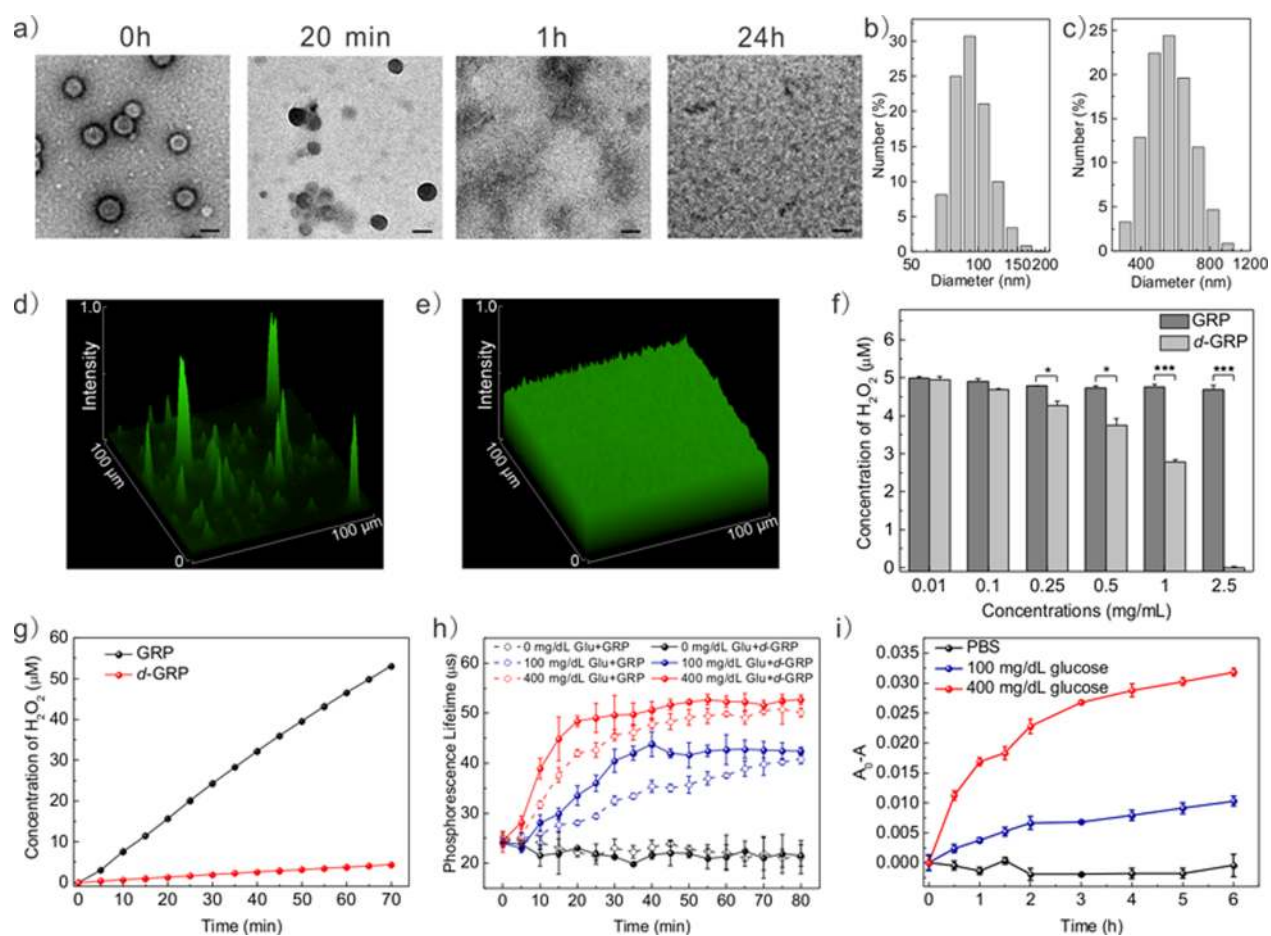 a)
0h
20 min
1h
24h
b)
Number (%)
30
25
20
15
10
5
0
50
100
150
200
Diameter (nm)
c)
Number (%)
25
20
15
10
5
0
400
800
1200
Diameter (nm)
d)
1.0
Intensity
0
100 µm
100 µm
e)
1.0
Intensity
0
100 µm
100 µm
f)
Concentration of H₂O₂ (µM)
GRP
d-GRP
6
5
4
3
2
1
0
*
*
***
***
0.01
0.1
0.25
0.5
1
2.5
Concentrations (mg/mL)
g)
Concentration of H₂O₂ (µM)
60
50
40
30
20
10
0
GRP
d-GRP
0
10
20
30
40
50
60
70
Time (min)
h)
Phosphorescence Lifetime (µs)
60
50
40
30
20
0 mg/dL Glu+GRP
0 mg/dL Glu+d-GRP
100 mg/dL Glu+GRP
100 mg/dL Glu+d-GRP
400 mg/dL Glu+GRP
400 mg/dL Glu+d-GRP
0
10
20
30
40
50
60
70
80
Time (min)
i)
A₀-A
0.035
0.030
0.025
0.020
0.015
0.010
0.005
0.000
PBS
100 mg/dL glucose
400 mg/dL glucose
0
1
2
3
4
5
6
Time (h)